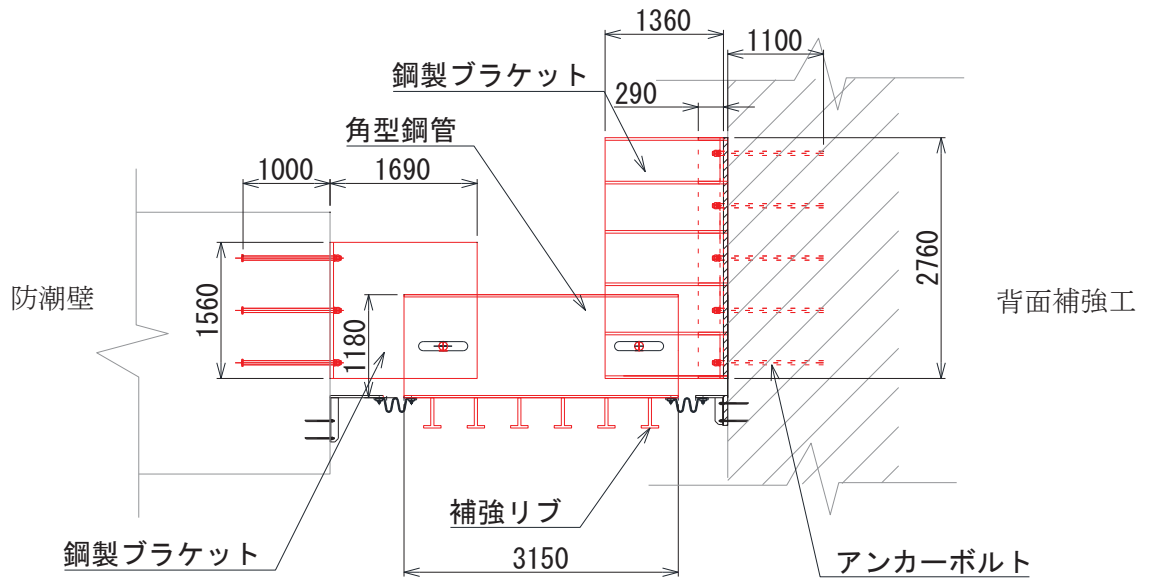 1360
1100
鋼製ブラケット
290
角型鋼管
1000
1690
2760
防潮壁
1560
1180
背面補強工
補強リブ
鋼製ブラケット
3150
アンカーボルト